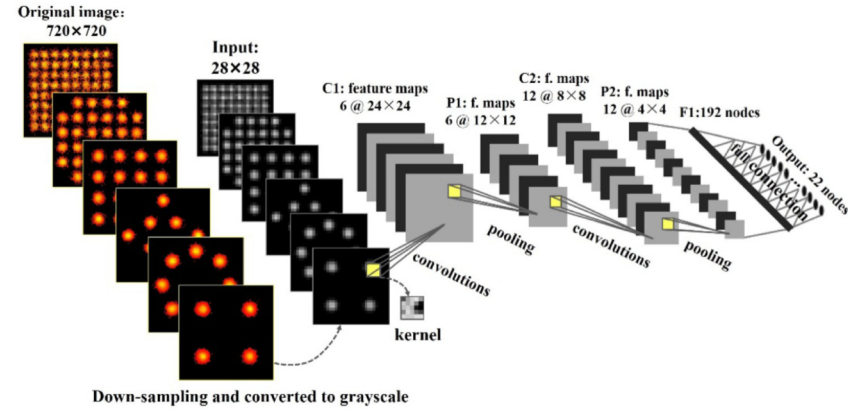 Original image:
720×720
Input:
28×28
C1: feature maps
6 @ 24×24
P1: f. maps
6 @ 12×12
C2: f. maps
12 @ 8×8
P2: f. maps
12 @ 4×4
F1:192 nodes
Output: 22 nodes
full connection
convolutions
pooling
convolutions
pooling
kernel
Down-sampling and converted to grayscale